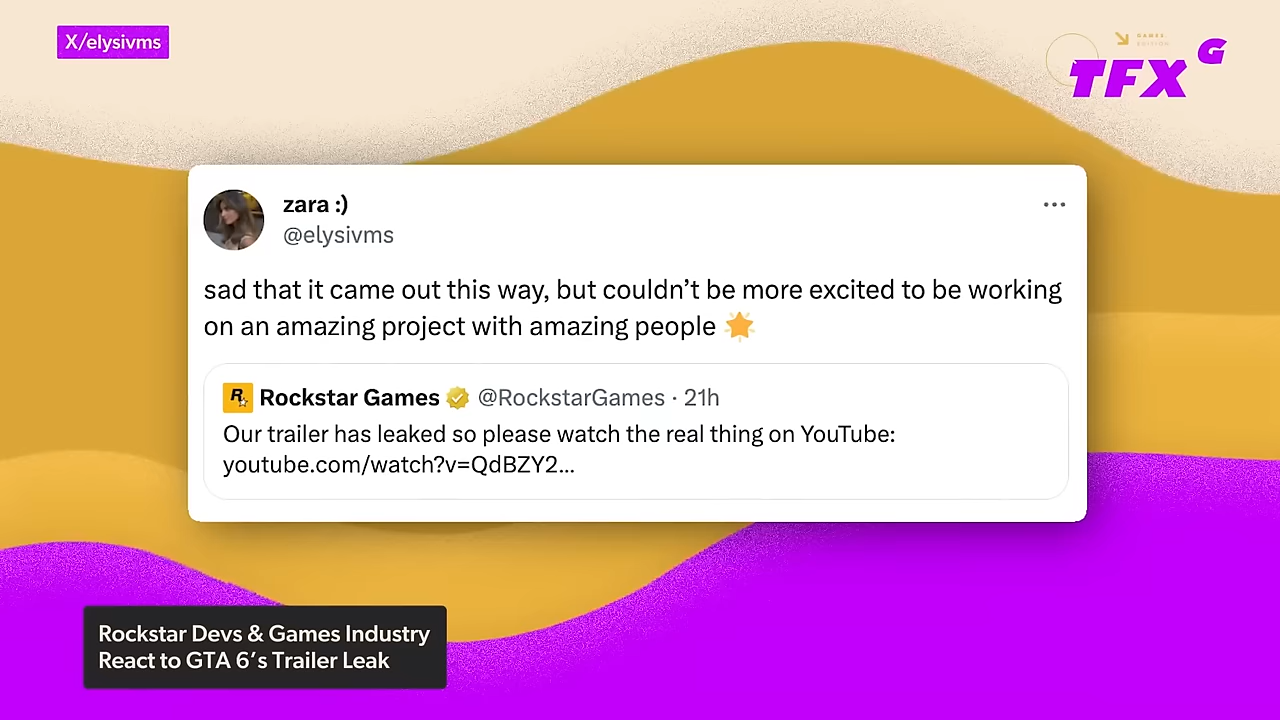 X/elysivms
GAMES
EDITION
TFX G
zara :)
@elysivms
sad that it came out this way, but couldn’t be more excited to be working
on an amazing project with amazing people
Rockstar Games @RockstarGames · 21h
Our trailer has leaked so please watch the real thing on YouTube:
youtube.com/watch?v=QdBZY2...
Rockstar Devs & Games Industry
React to GTA 6’s Trailer Leak